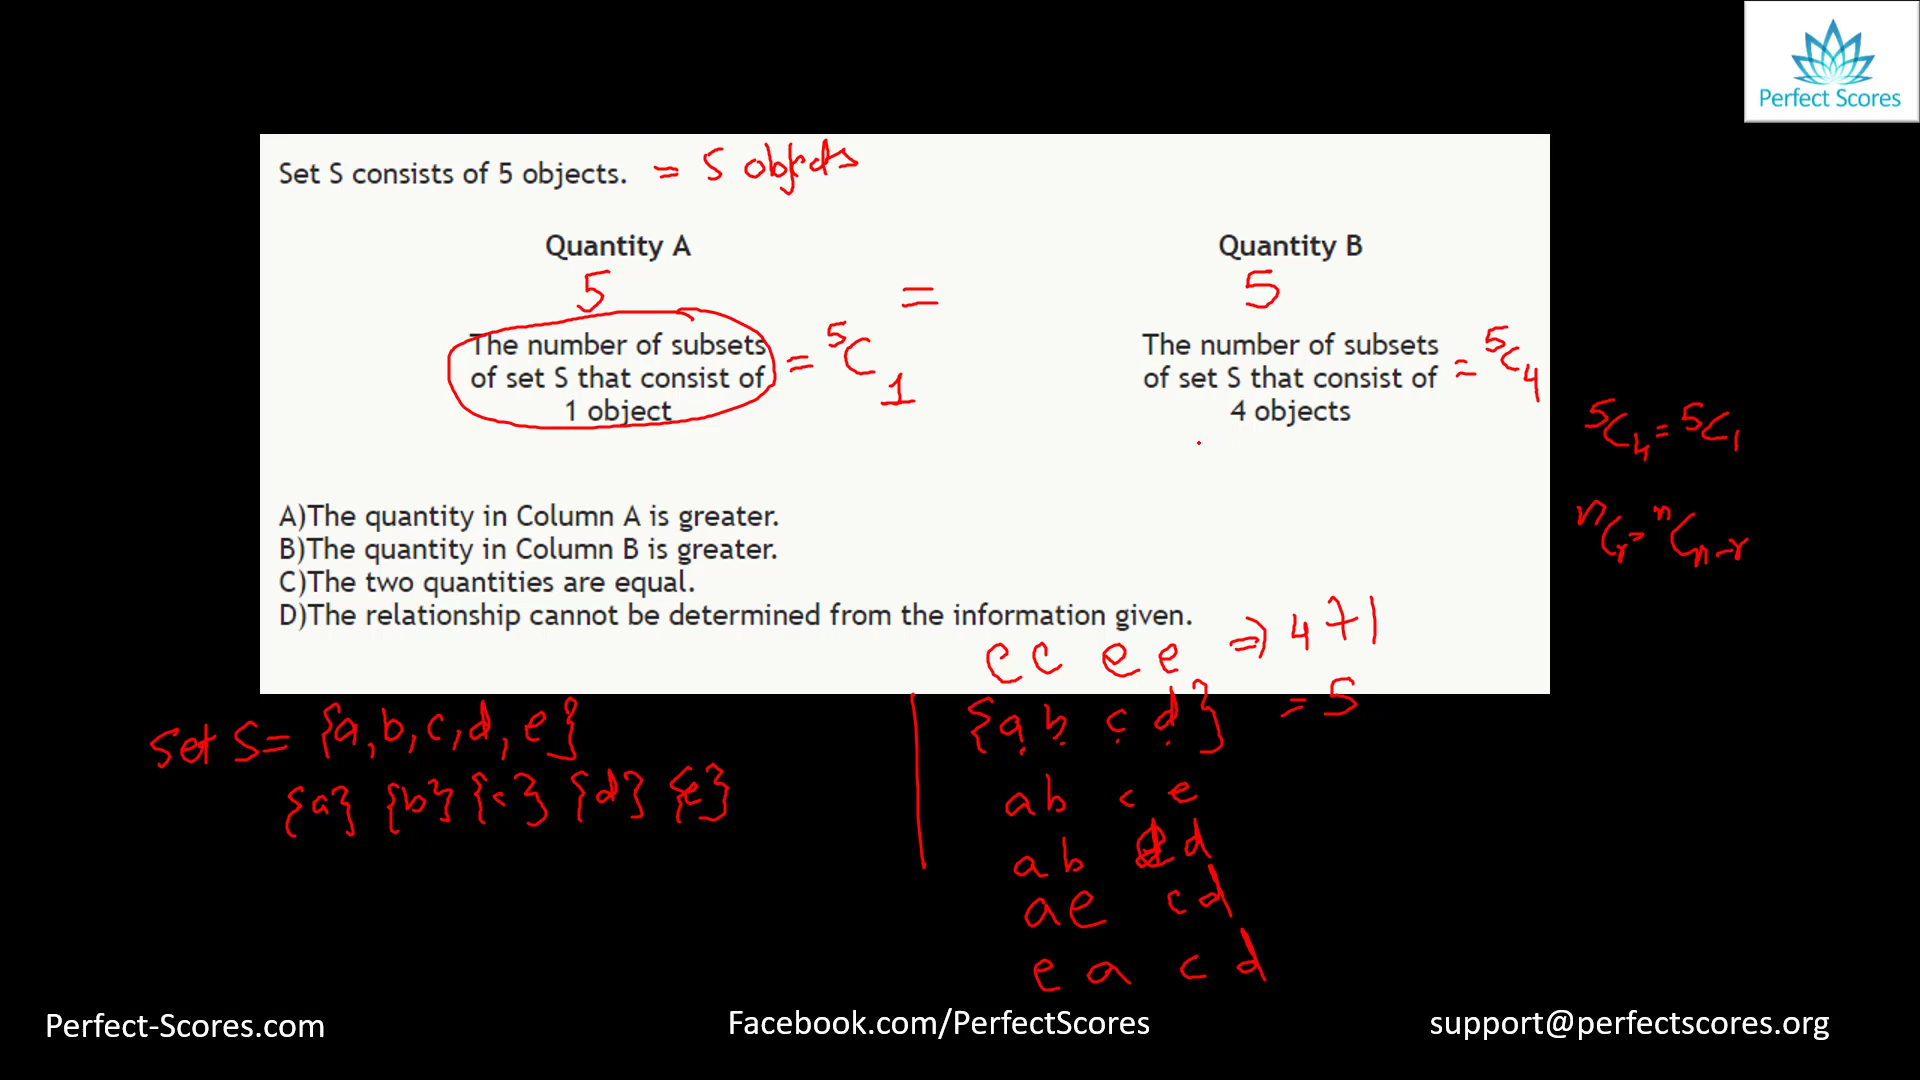 Perfect Scores
Set S consists of 5 objects. = 5 objects
Quantity A Quantity B
5 = 5
The number of subsets of set S that consist of 1 object = ⁵C₁
The number of subsets of set S that consist of 4 objects = ⁵C₄
⁵C₄ = ⁵C₁
ⁿCᵣ = ⁿCₙ₋ᵣ
A)The quantity in Column A is greater.
B)The quantity in Column B is greater.
C)The two quantities are equal.
D)The relationship cannot be determined from the information given.
e e e e ⇒ 4+1
= 5
Set S = {a, b, c, d, e}
{a} {b} {c} {d} {e}
{a b c d}
a b c e
a b d
a e c d
e a c d
Perfect-Scores.com
Facebook.com/PerfectScores
support@perfectscores.org